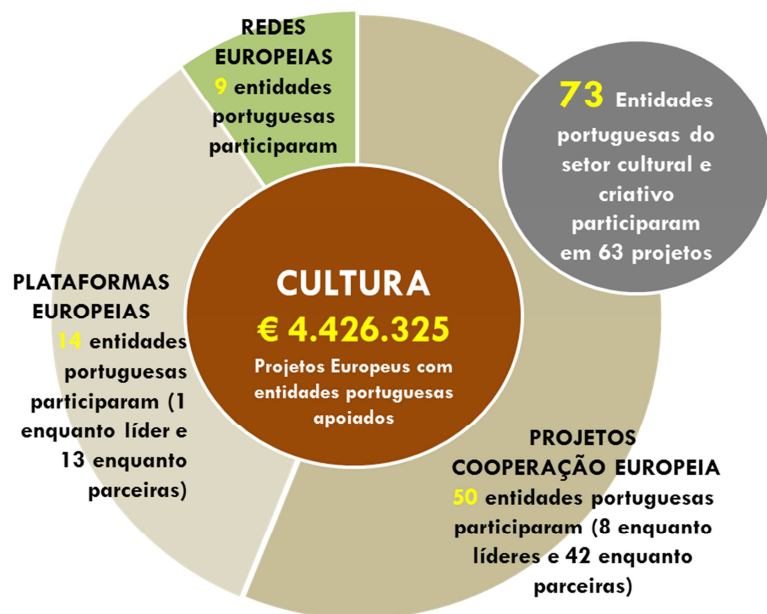 REDES
EUROPEIAS
9 entidades
portuguesas
participaram
73 Entidades
portuguesas do
setor cultural e
criativo
participaram
em 63 projetos
CULTURA
€ 4.426.325
Projetos Europeus com
entidades portuguesas
apoiados
PLATAFORMAS
EUROPEIAS
14 entidades
portuguesas
participaram (1
enquanto líder e
13 enquanto
parceiras)
PROJETOS
COOPERAÇÃO EUROPEIA
50 entidades portuguesas
participaram (8 enquanto
líderes e 42 enquanto
parceiras)